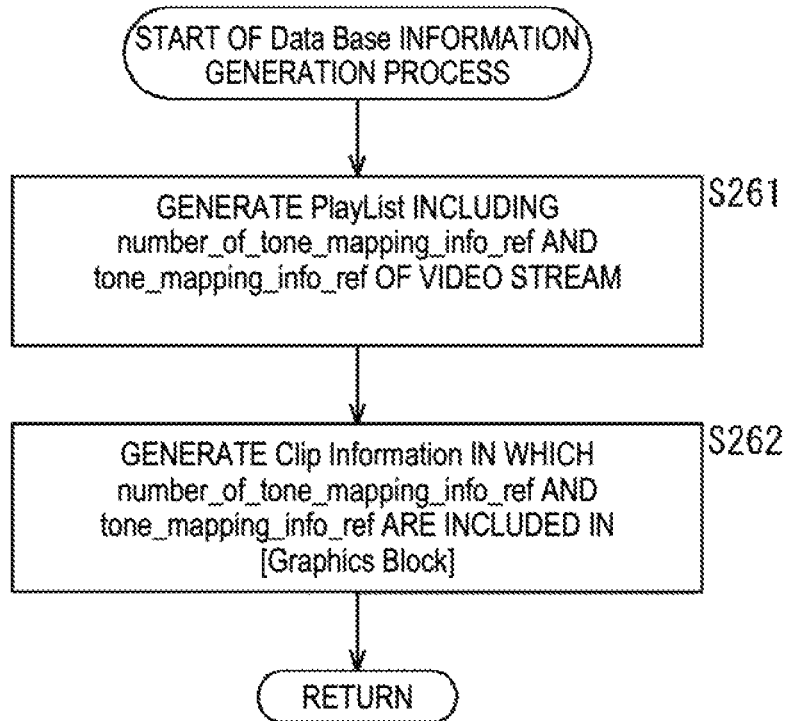 START OF Data Base INFORMATION
GENERATION PROCESS
S261
GENERATE PlayList INCLUDING
number_of_tone_mapping_info_ref AND
tone_mapping_info_ref OF VIDEO STREAM
S262
GENERATE Clip Information IN WHICH
number_of_tone_mapping_info_ref AND
tone_mapping_info_ref ARE INCLUDED IN
[Graphics Block]
RETURN